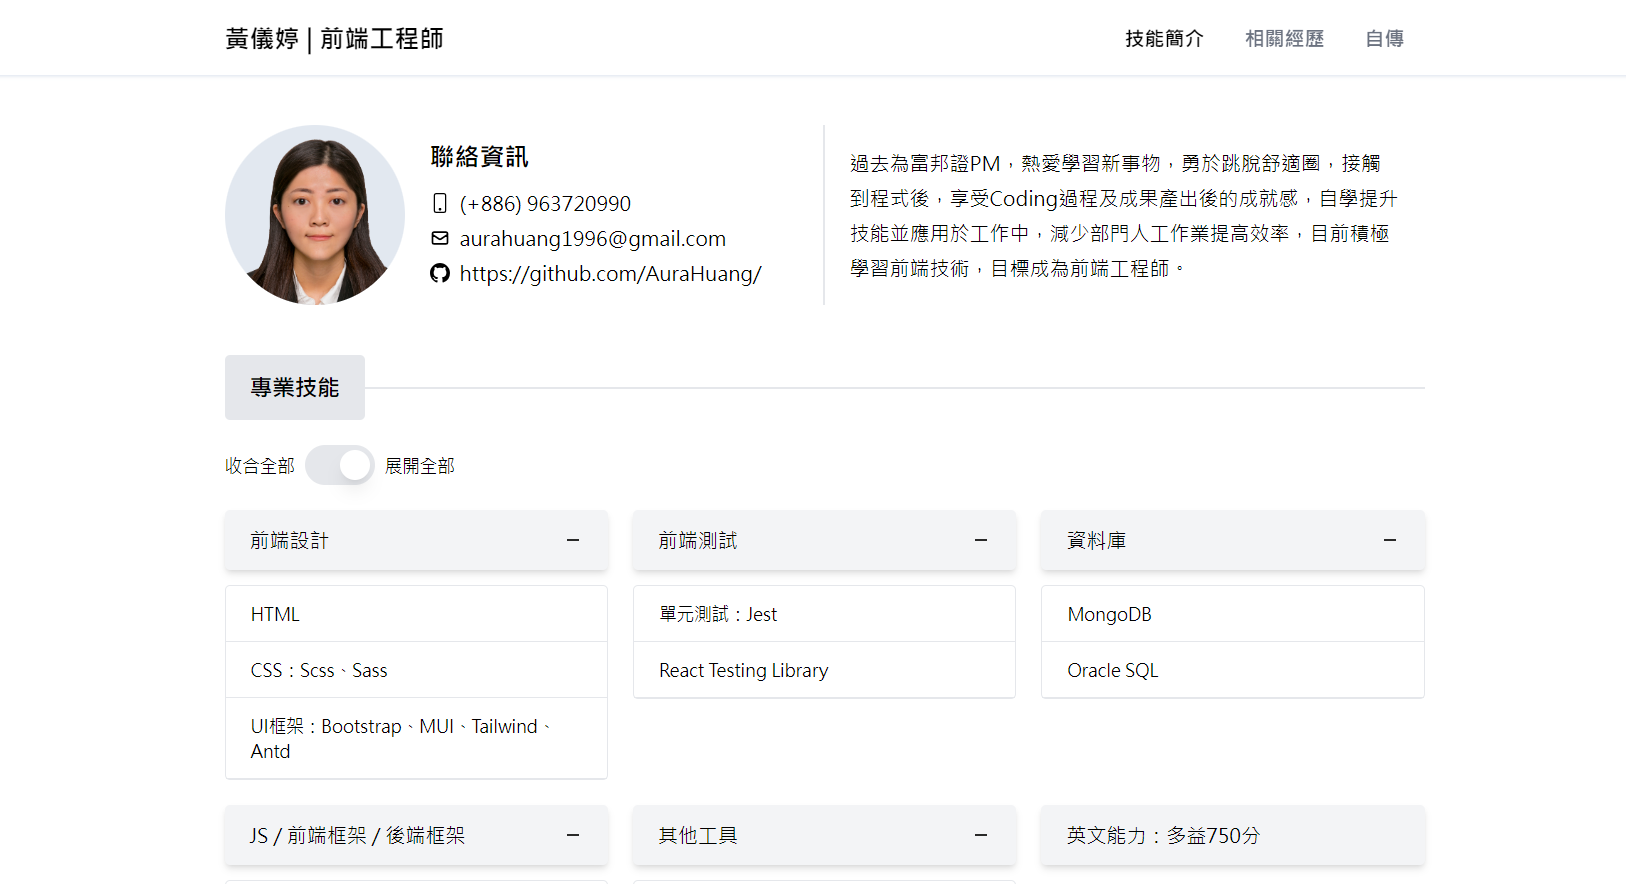 黃儀婷 | 前端工程師
技能簡介 相關經歷 自傳
聯絡資訊
(+886) 963720990
aurahuang1996@gmail.com
https://github.com/AuraHuang/
過去為富邦證PM，熱愛學習新事物，勇於跳脫舒適圈，接觸
到程式後，享受Coding過程及成果產出後的成就感，自學提升
技能並應用於工作中，減少部門人工作業提高效率，目前積極
學習前端技術，目標成為前端工程師。
專業技能
收合全部 展開全部
前端設計
HTML
CSS：Scss、Sass
UI框架：Bootstrap、MUI、Tailwind、
Antd
前端測試
單元測試：Jest
React Testing Library
資料庫
MongoDB
Oracle SQL
JS / 前端框架 / 後端框架
其他工具
英文能力：多益750分